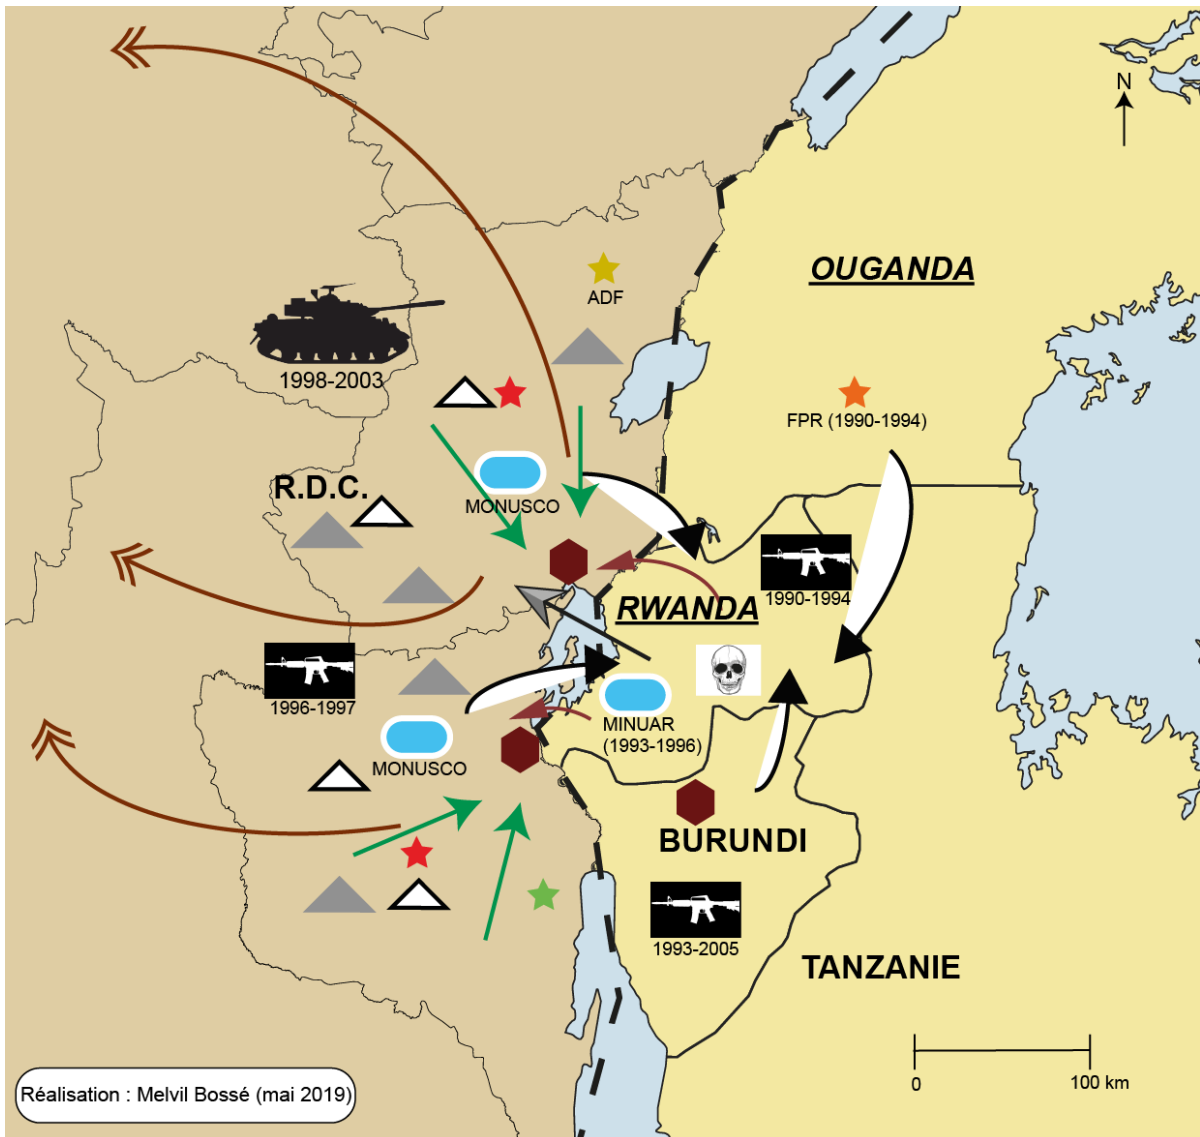 N
OUGANDA
ADF
1998-2003
FPR (1990-1994)
R.D.C.
MONUSCO
1990-1994
RWANDA
1996-1997
MINUAR
(1993-1996)
MONUSCO
BURUNDI
1993-2005
TANZANIE
0
100 km
Réalisation : Melvil Bossé (mai 2019)